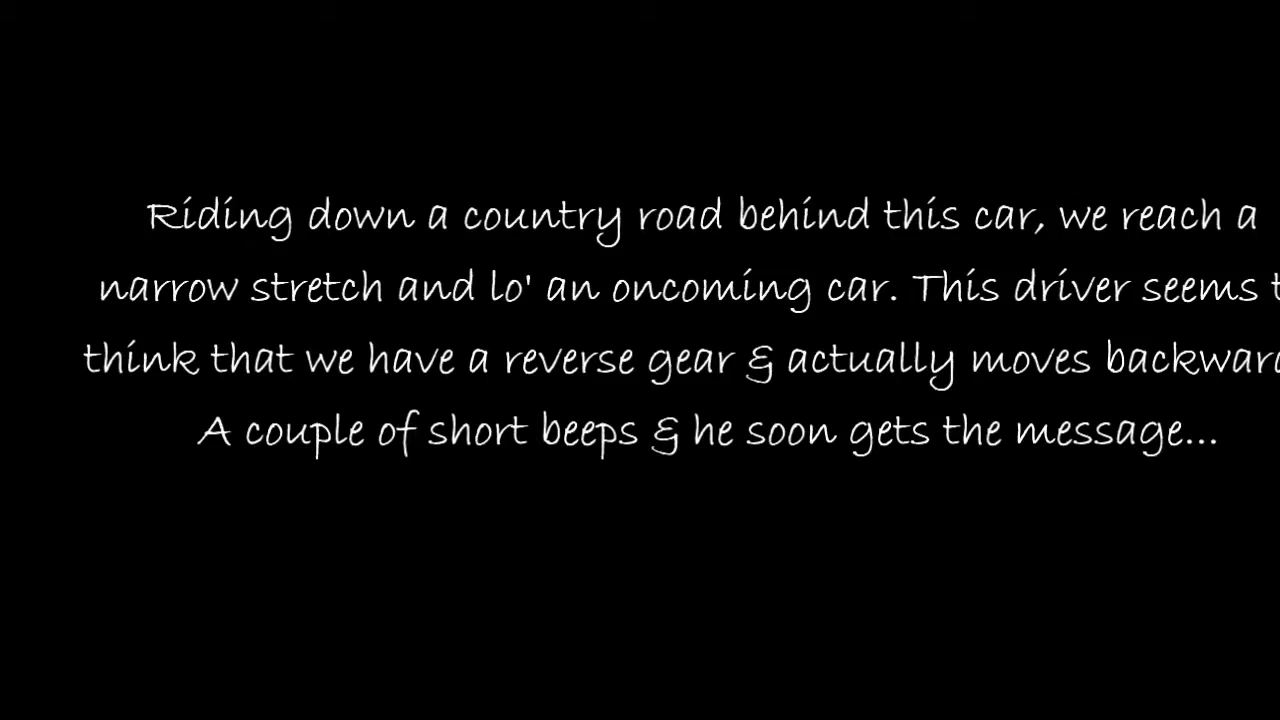 Riding down a country road behind this car, we reach a
narrow stretch and lo' an oncoming car. This driver seems t
think that we have a reverse gear & actually moves backward
A couple of short beeps & he soon gets the message...